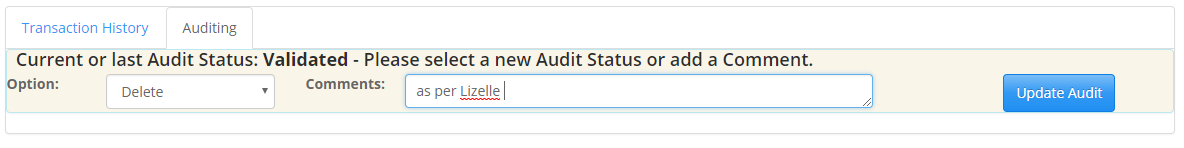 Transaction History Auditing
Current or last Audit Status: Validated - Please select a new Audit Status or add a Comment.
Option: Delete Comments: as per Lizelle Update Audit